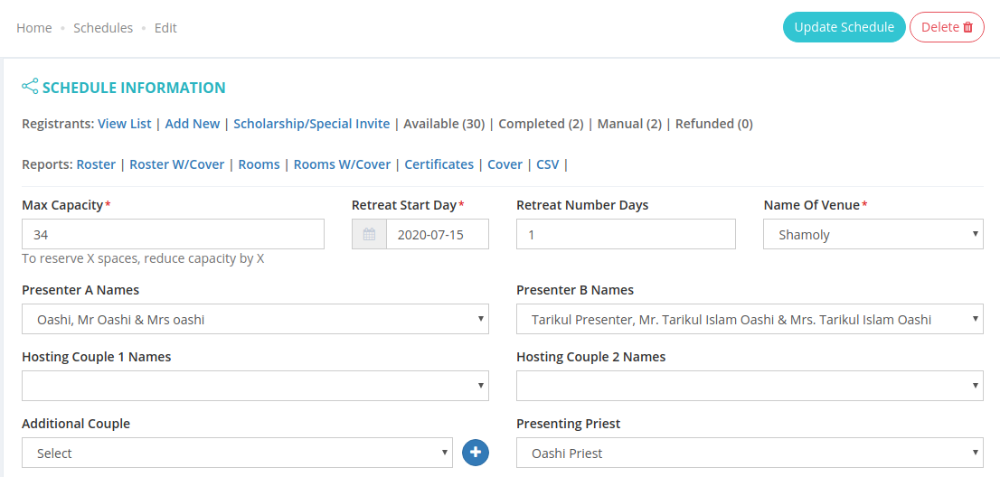 Home • Schedules • Edit Update Schedule Delete
SCHEDULE INFORMATION
Registrants: View List | Add New | Scholarship/Special Invite | Available (30) | Completed (2) | Manual (2) | Refunded (0)
Reports: Roster | Roster W/Cover | Rooms | Rooms W/Cover | Certificates | Cover | CSV |
Max Capacity* Retreat Start Day* Retreat Number Days Name Of Venue*
34 2020-07-15 1 Shamoly
To reserve X spaces, reduce capacity by X
Presenter A Names Presenter B Names
Oashi, Mr Oashi & Mrs oashi Tarikul Presenter, Mr. Tarikul Islam Oashi & Mrs. Tarikul Islam Oashi
Hosting Couple 1 Names Hosting Couple 2 Names
Additional Couple Presenting Priest
Select Oashi Priest